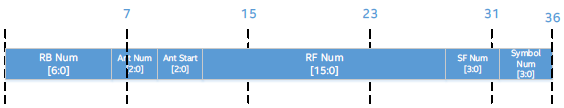 7 15 23 31 36
RB Num
[6:0]
Ant Num
[2:0]
Ant Start
[2:0]
RF Num
[15:0]
SF Num
[3:0]
Symbol
Num
[3:0]